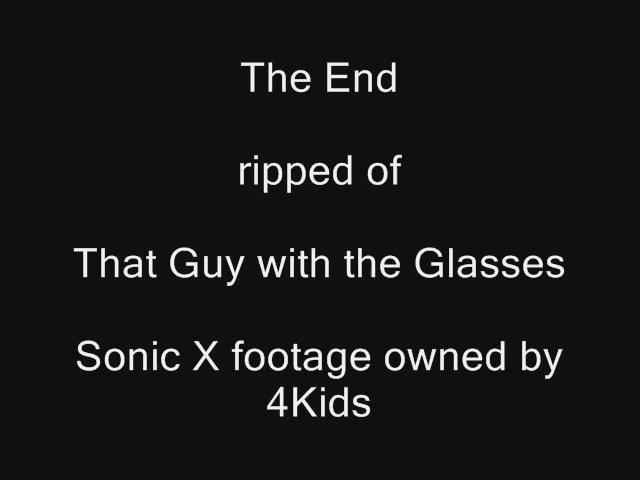 The End
ripped of
That Guy with the Glasses
Sonic X footage owned by
4Kids